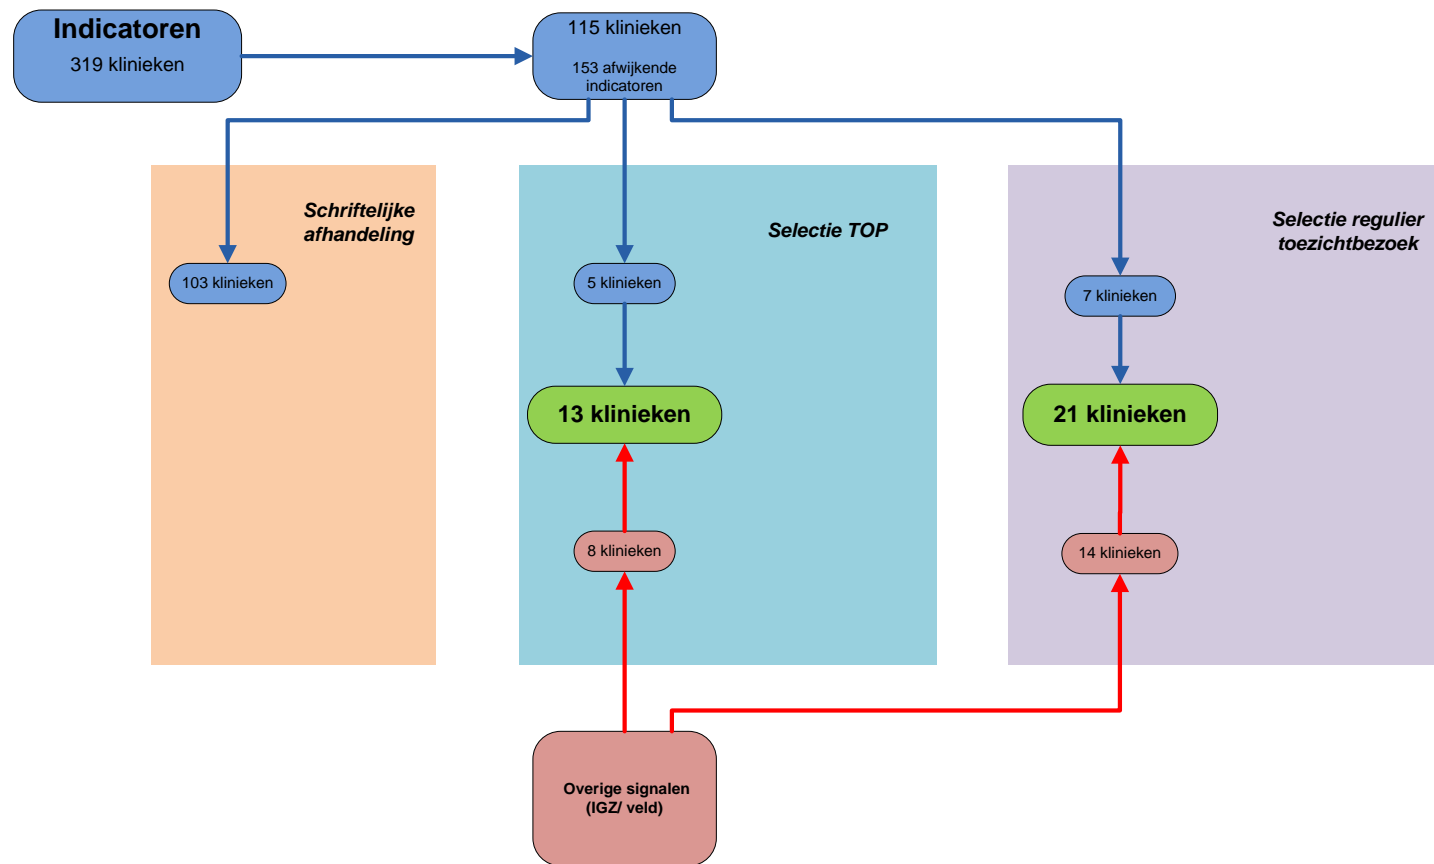 Indicatoren
319 klinieken
115 klinieken
153 afwijkende
indicatoren
Schriftelijke
afhandeling
Selectie TOP
Selectie regulier
toezichtbezoek
103 klinieken
5 klinieken
7 klinieken
13 klinieken
21 klinieken
8 klinieken
14 klinieken
Overige signalen
(IGZ/ veld)